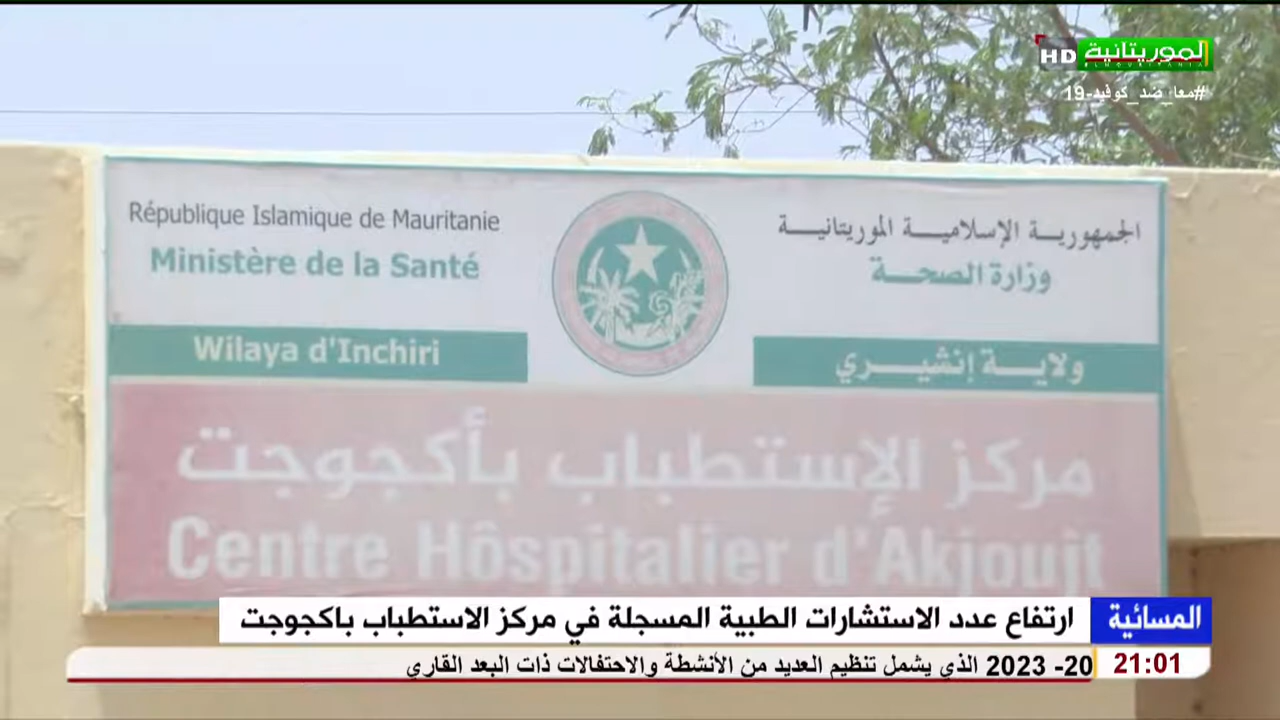 الموريتانية
HD
#معا_ضد_كوفيد-19
République Islamique de Mauritanie
Ministère de la Santé
Wilaya d'Inchiri
الجمهورية الإسلامية الموريتانية
وزارة الصحة
ولاية إنشيري
مركز الإستطباب بأكجوجت
Centre Hôspitalier d'Akjoujt
المسائية
ارتفاع عدد الاستشارات الطبية المسجلة في مركز الاستطباب باكجوجت
21:01
20- 2023 الذي يشمل تنظيم العديد من الأنشطة والاحتفالات ذات البعد القاري